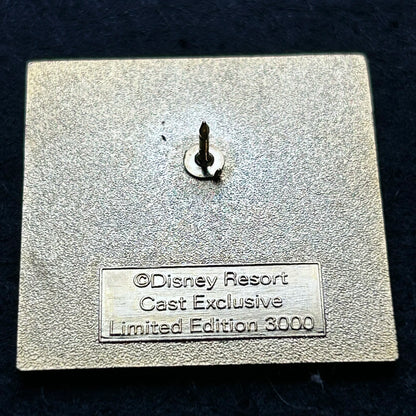 ©Disney Resort
Cast Exclusive
Limited Edition 3000